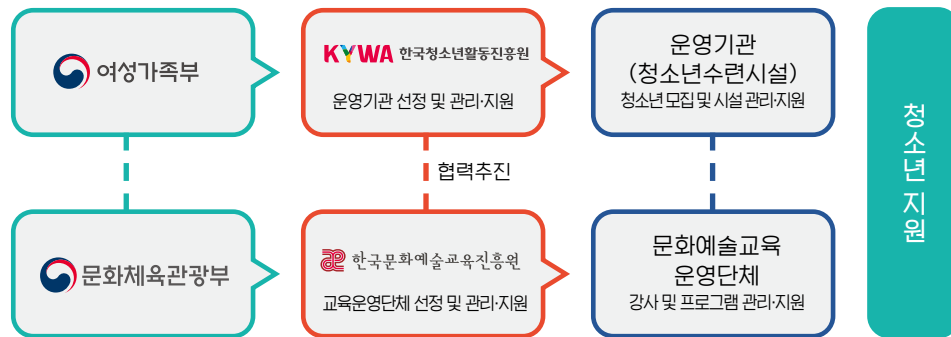 여성가족부
KYWA 한국청소년활동진흥원
운영기관 선정 및 관리·지원
운영기관
(청소년수련시설)
청소년 모집 및 시설 관리·지원
협력추진
문화체육관광부
한국문화예술교육진흥원
교육운영단체 선정 및 관리·지원
문화예술교육
운영단체
강사 및 프로그램 관리·지원
청소년 지원